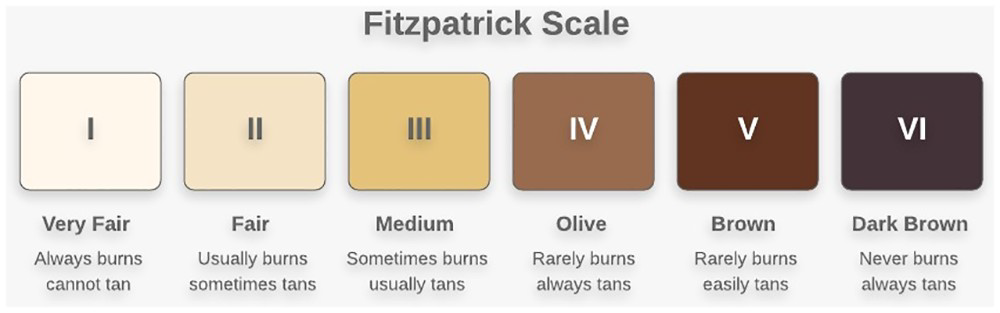 Fitzpatrick Scale
I II III IV V VI
Very Fair Fair Medium Olive Brown Dark Brown
Always burns Usually burns Sometimes burns Rarely burns Rarely burns Never burns
cannot tan sometimes tans usually tans always tans easily tans always tans